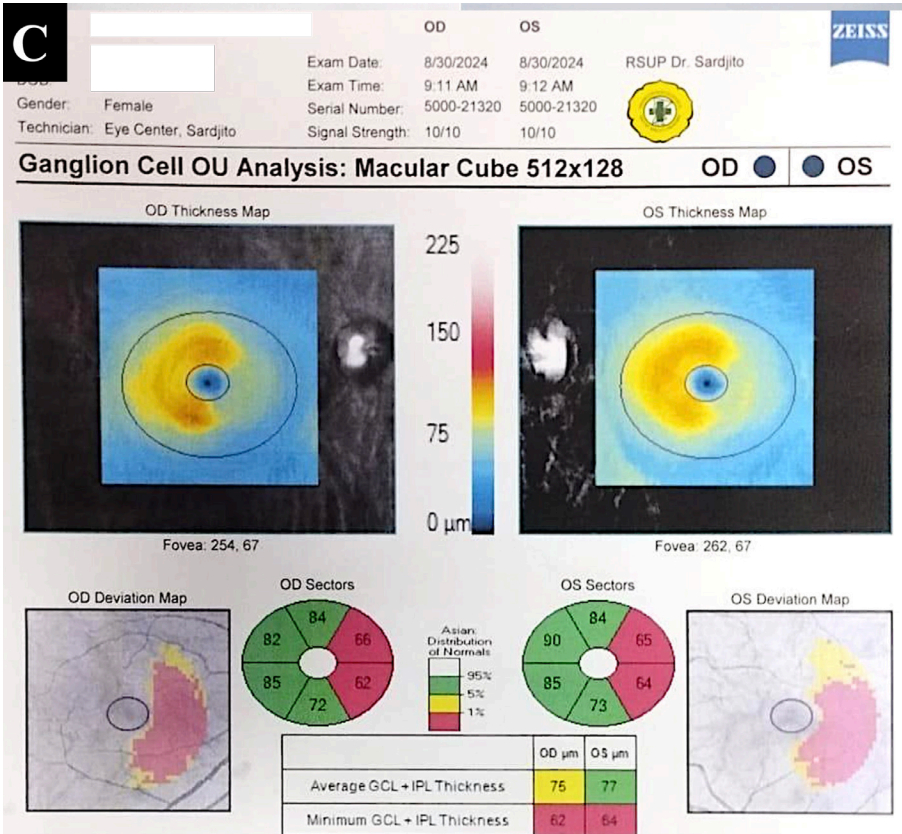 C
OD OS
ZEISS
Exam Date: 8/30/2024 8/30/2024 RSUP Dr. Sardjito
Exam Time: 9:11 AM 9:12 AM
Gender: Female
Serial Number: 5000-21320 5000-21320
Technician: Eye Center, Sardjito
Signal Strength: 10/10 10/10
Ganglion Cell OU Analysis: Macular Cube 512x128 OD OS
OD Thickness Map
OS Thickness Map
225
150
75
0 µm
Fovea: 254, 67
Fovea: 262, 67
OD Deviation Map
OD Sectors
OS Sectors
OS Deviation Map
84
82 66
85 62
72
Asian:
Distribution
of Normals
95%
5%
1%
84
90 65
85 64
73
OD µm OS µm
Average GCL + IPL Thickness 75 77
Minimum GCL + IPL Thickness 62 64